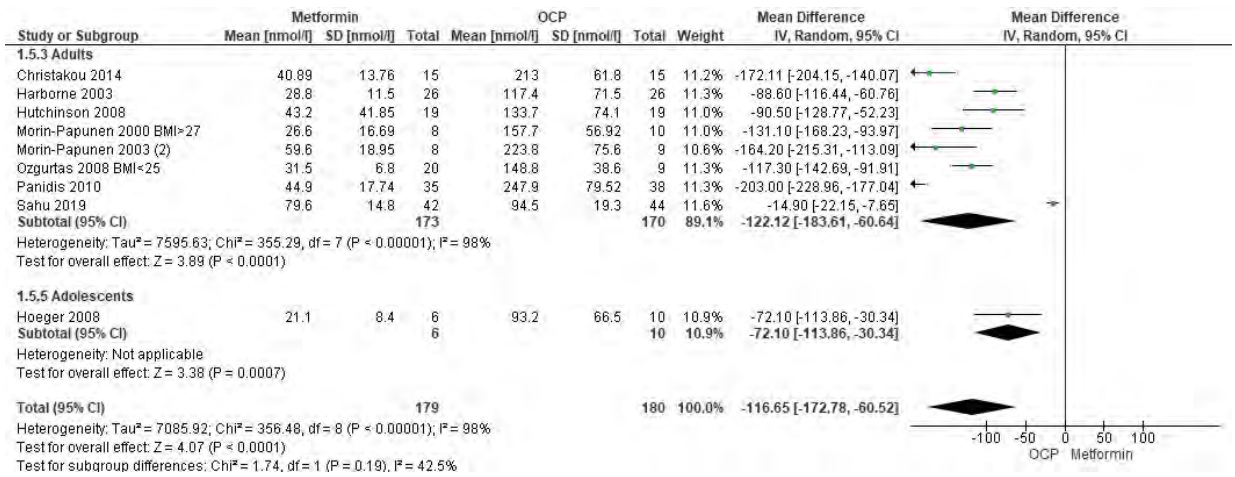 Metformin OCP Mean Difference Mean Difference
Study or Subgroup Mean [nmol/l] SD [nmol/l] Total Mean [nmol/l] SD [nmol/l] Total Weight IV, Random, 95% CI IV, Random, 95% CI
1.5.3 Adults
Christakou 2014 40.89 13.76 15 213 61.8 15 11.2% -172.11 [-204.15, -140.07]
Harborne 2003 28.8 11.5 26 117.4 71.5 26 11.3% -88.60 [-116.44, -60.76]
Hutchinson 2008 43.2 41.85 19 133.7 74.1 19 11.1% -90.50 [-128.77, -52.23]
Morin-Papunen 2000 BMI>27 26.6 16.69 8 157.7 56.92 10 11.1% -131.10 [-168.23, -93.97]
Morin-Papunen 2003 (2) 59.6 18.95 8 223.8 75.6 9 10.6% -164.20 [-215.31, -113.09]
Ozgurtas 2008 BMI<25 31.5 6.8 20 148.8 38.6 9 11.3% -117.30 [-142.69, -91.91]
Panidis 2010 44.9 17.74 35 247.9 79.52 38 11.3% -203.00 [-228.96, -177.04]
Sahu 2019 79.6 14.8 42 94.5 19.3 44 11.6% -14.90 [-22.15, -7.65]
Subtotal (95% CI) 173 170 89.1% -122.12 [-183.61, -60.64]
Heterogeneity: Tau² = 7595.63; Chi² = 355.29, df = 7 (P < 0.00001); I² = 98%
Test for overall effect: Z = 3.89 (P < 0.0001)
1.5.5 Adolescents
Hoeger 2008 21.1 8.4 6 93.2 66.5 10 10.9% -72.10 [-113.86, -30.34]
Subtotal (95% CI) 6 10 10.9% -72.10 [-113.86, -30.34]
Heterogeneity: Not applicable
Test for overall effect: Z = 3.38 (P = 0.0007)
Total (95% CI) 179 180 100.0% -116.65 [-172.78, -60.52]
Heterogeneity: Tau² = 7085.92; Chi² = 356.48, df = 8 (P < 0.00001); I² = 98%
Test for overall effect: Z = 4.07 (P < 0.0001)
Test for subgroup differences: Chi² = 1.74, df = 1 (P = 0.19), I² = 42.5%
-100 -50 0 50 100
OCP Metformin